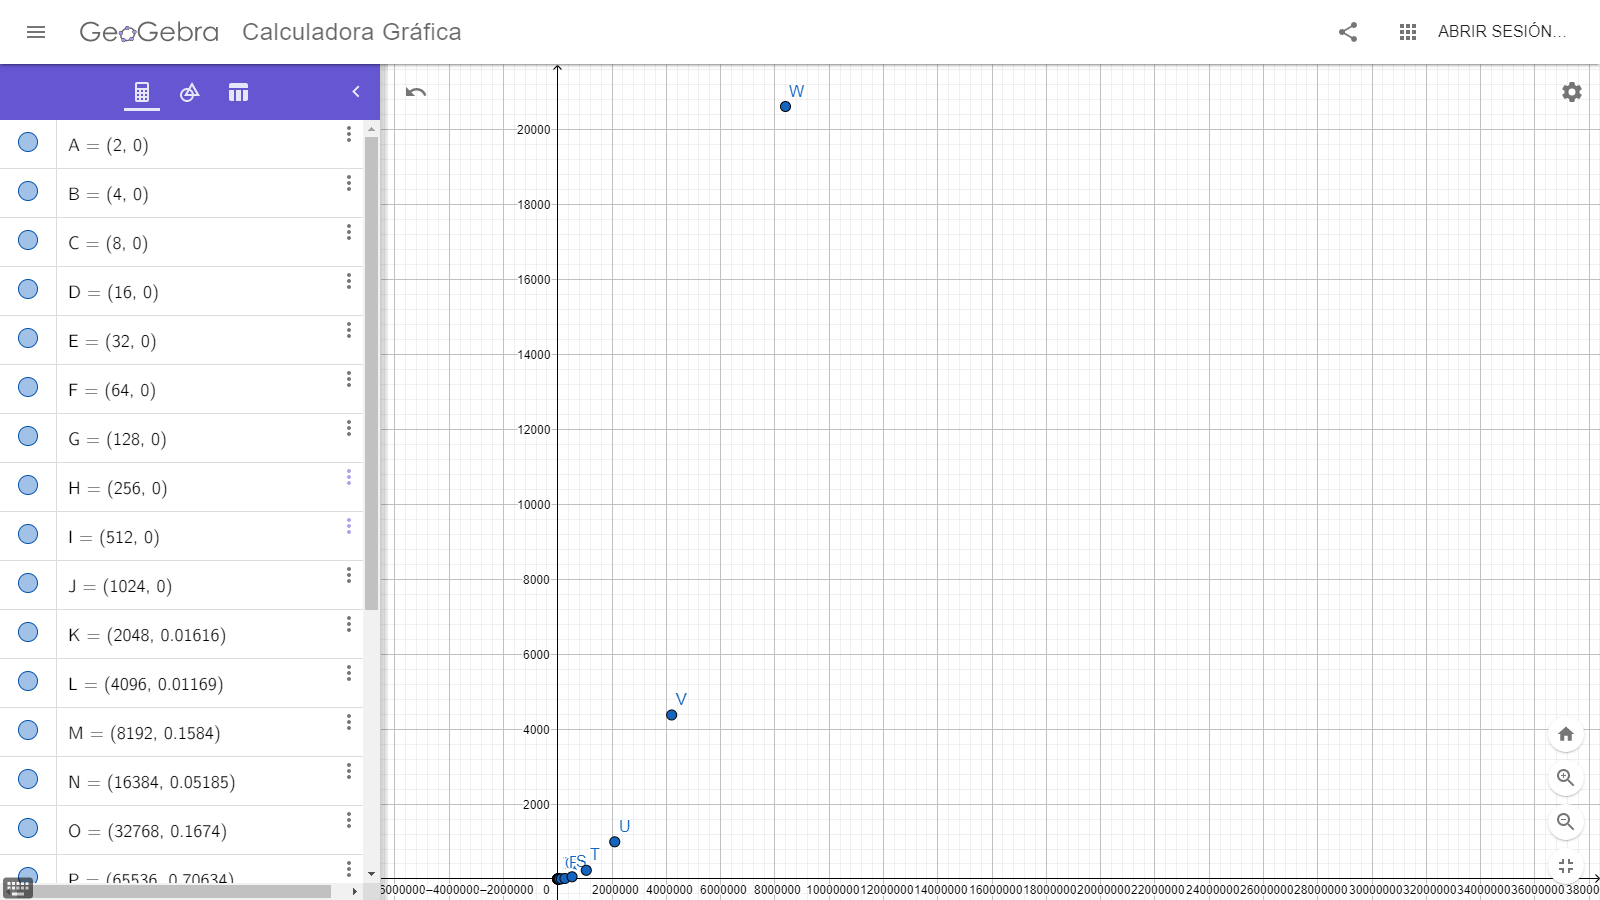 GeoGebra Calculadora Gráfica
ABRIR SESIÓN...
A = (2, 0)
B = (4, 0)
C = (8, 0)
D = (16, 0)
E = (32, 0)
F = (64, 0)
G = (128, 0)
H = (256, 0)
I = (512, 0)
J = (1024, 0)
K = (2048, 0.01616)
L = (4096, 0.01169)
M = (8192, 0.1584)
N = (16384, 0.05185)
O = (32768, 0.1674)
P = (65536, 0.70634)
W
20000
18000
16000
14000
12000
10000
8000
6000
V
4000
2000
U
T
S
6000000 −4000000 −2000000 0 2000000 4000000 6000000 8000000 10000000 12000000 14000000 16000000 18000000 20000000 22000000 24000000 26000000 28000000 30000000 32000000 34000000 36000000 38000